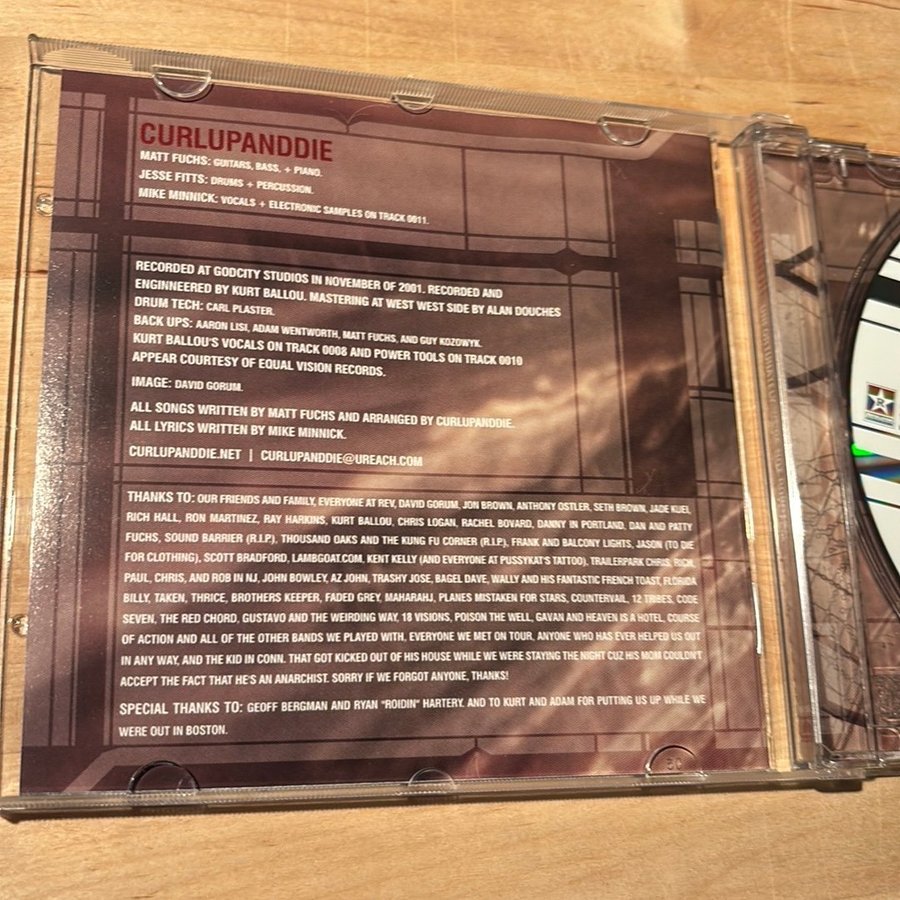 CURLUPANDDIE
MATT FUCHS: GUITARS, BASS, + PIANO.
JESSE FITTS: DRUMS + PERCUSSION.
MIKE MINNICK: VOCALS + ELECTRONIC SAMPLES ON TRACK 0011.
RECORDED AT GODCITY STUDIOS IN NOVEMBER OF 2001. RECORDED AND
ENGINNEERED BY KURT BALLOU. MASTERING AT WEST WEST SIDE BY ALAN DOUCHES
DRUM TECH: CARL PLASTER.
BACK UPS: AARON LISI, ADAM WENTWORTH, MATT FUCHS, AND GUY KOZOWYK.
KURT BALLOU'S VOCALS ON TRACK 0008 AND POWER TOOLS ON TRACK 0010
APPEAR COURTESY OF EQUAL VISION RECORDS.
IMAGE: DAVID GORUM.
ALL SONGS WRITTEN BY MATT FUCHS AND ARRANGED BY CURLUPANDDIE.
ALL LYRICS WRITTEN BY MIKE MINNICK.
CURLUPANDDIE.NET | CURLUPANDDIE@UREACH.COM
THANKS TO: OUR FRIENDS AND FAMILY, EVERYONE AT REV, DAVID GORUM, JON BROWN, ANTHONY OSTLER, SETH BROWN, JADE KUEI,
RICH HALL, RON MARTINEZ, RAY HARKINS, KURT BALLOU, CHRIS LOGAN, RACHEL BOVARD, DANNY IN PORTLAND, DAN AND PATTY
FUCHS, SOUND BARRIER (R.I.P.), THOUSAND OAKS AND THE KUNG FU CORNER (R.I.P.), FRANK AND BALCONY LIGHTS, JASON (TO DIE
FOR CLOTHING), SCOTT BRADFORD, LAMBGOAT.COM, KENT KELLY (AND EVERYONE AT PUSSYKAT'S TATTOO), TRAILERPARK CHRIS, RICH,
PAUL, CHRIS, AND ROB IN NJ, JOHN BOWLEY, AZ JOHN, TRASHY JOSE, BAGEL DAVE, WALLY AND HIS FANTASTIC FRENCH TOAST, FLORIDA
BILLY, TAKEN, THRICE, BROTHERS KEEPER, FADED GREY, MAHARAHJ, PLANES MISTAKEN FOR STARS, COUNTERVAIL, 12 TRIBES, CODE
SEVEN, THE RED CHORD, GUSTAVO AND THE WEIRDING WAY, 18 VISIONS, POISON THE WELL, GAVAN AND HEAVEN IS A HOTEL, COURSE
OF ACTION AND ALL OF THE OTHER BANDS WE PLAYED WITH, EVERYONE WE MET ON TOUR, ANYONE WHO HAS EVER HELPED US OUT
IN ANY WAY, AND THE KID IN CONN. THAT GOT KICKED OUT OF HIS HOUSE WHILE WE WERE STAYING THE NIGHT CUZ HIS MOM COULDN'T
ACCEPT THE FACT THAT HE'S AN ANARCHIST. SORRY IF WE FORGOT ANYONE, THANKS!
SPECIAL THANKS TO: GEOFF BERGMAN AND RYAN "ROIDIN" HARTERY. AND TO KURT AND ADAM FOR PUTTING US UP WHILE WE
WERE OUT IN BOSTON.